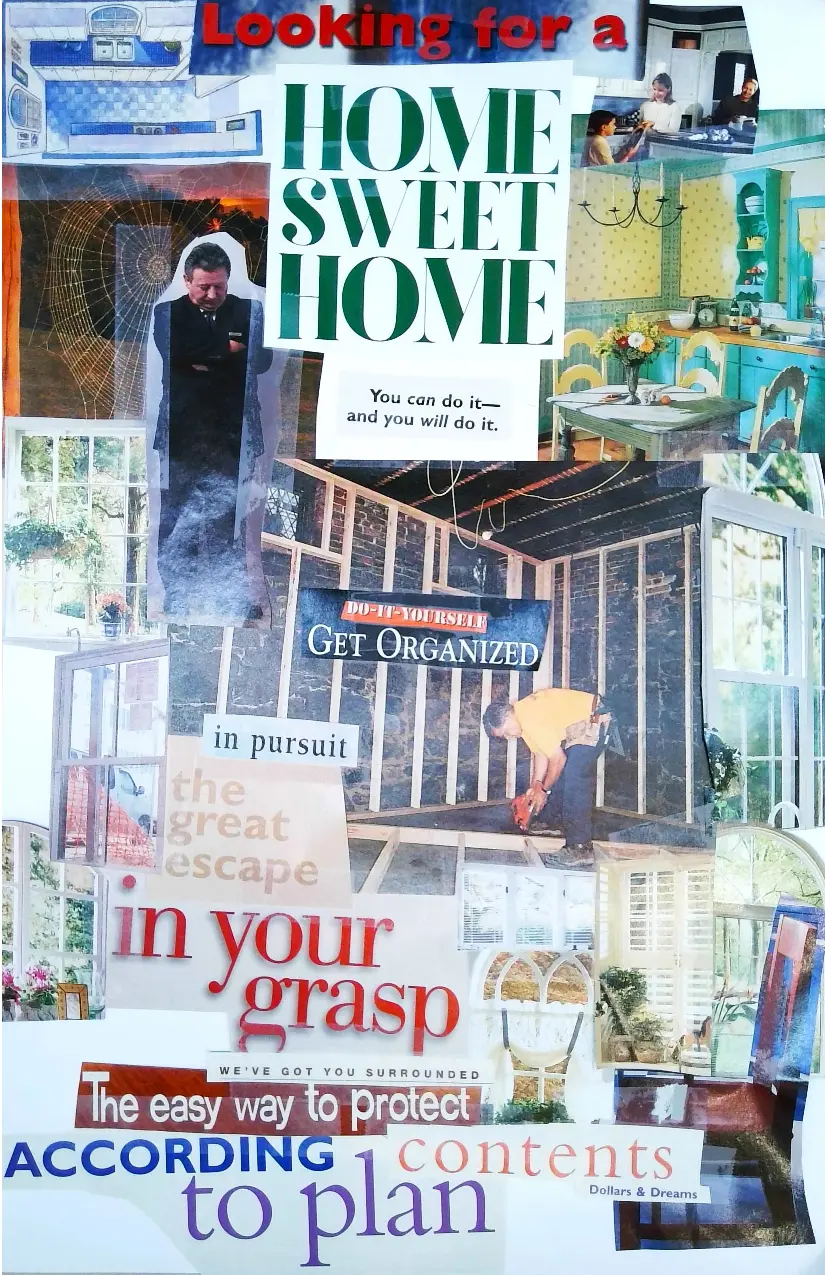 Looking for a
HOME
SWEET
HOME
You can do it—
and you will do it.
DO-IT-YOURSELF
GET ORGANIZED
in pursuit
the
great
escape
in your
grasp
WE'VE GOT YOU SURROUNDED
The easy way to protect
ACCORDING
contents
to plan
Dollars & Dreams